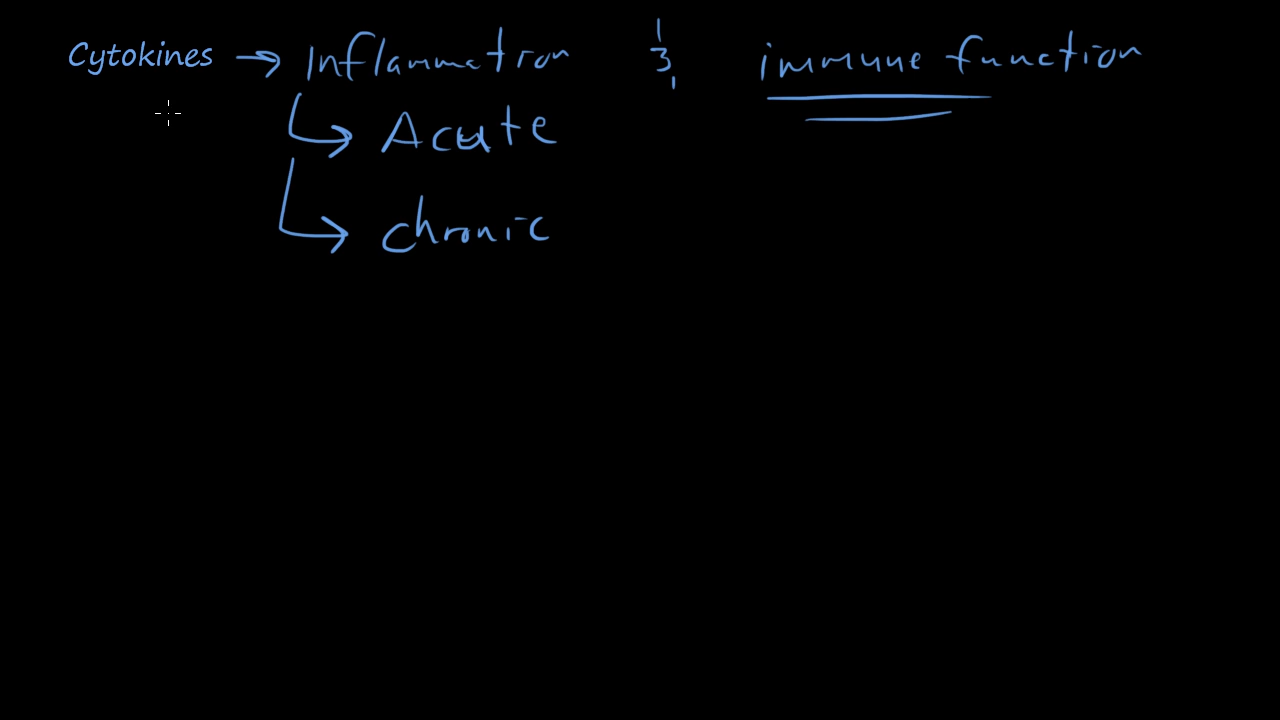 Cytokines → Inflammation & immune function
↳ Acute
↳ chronic